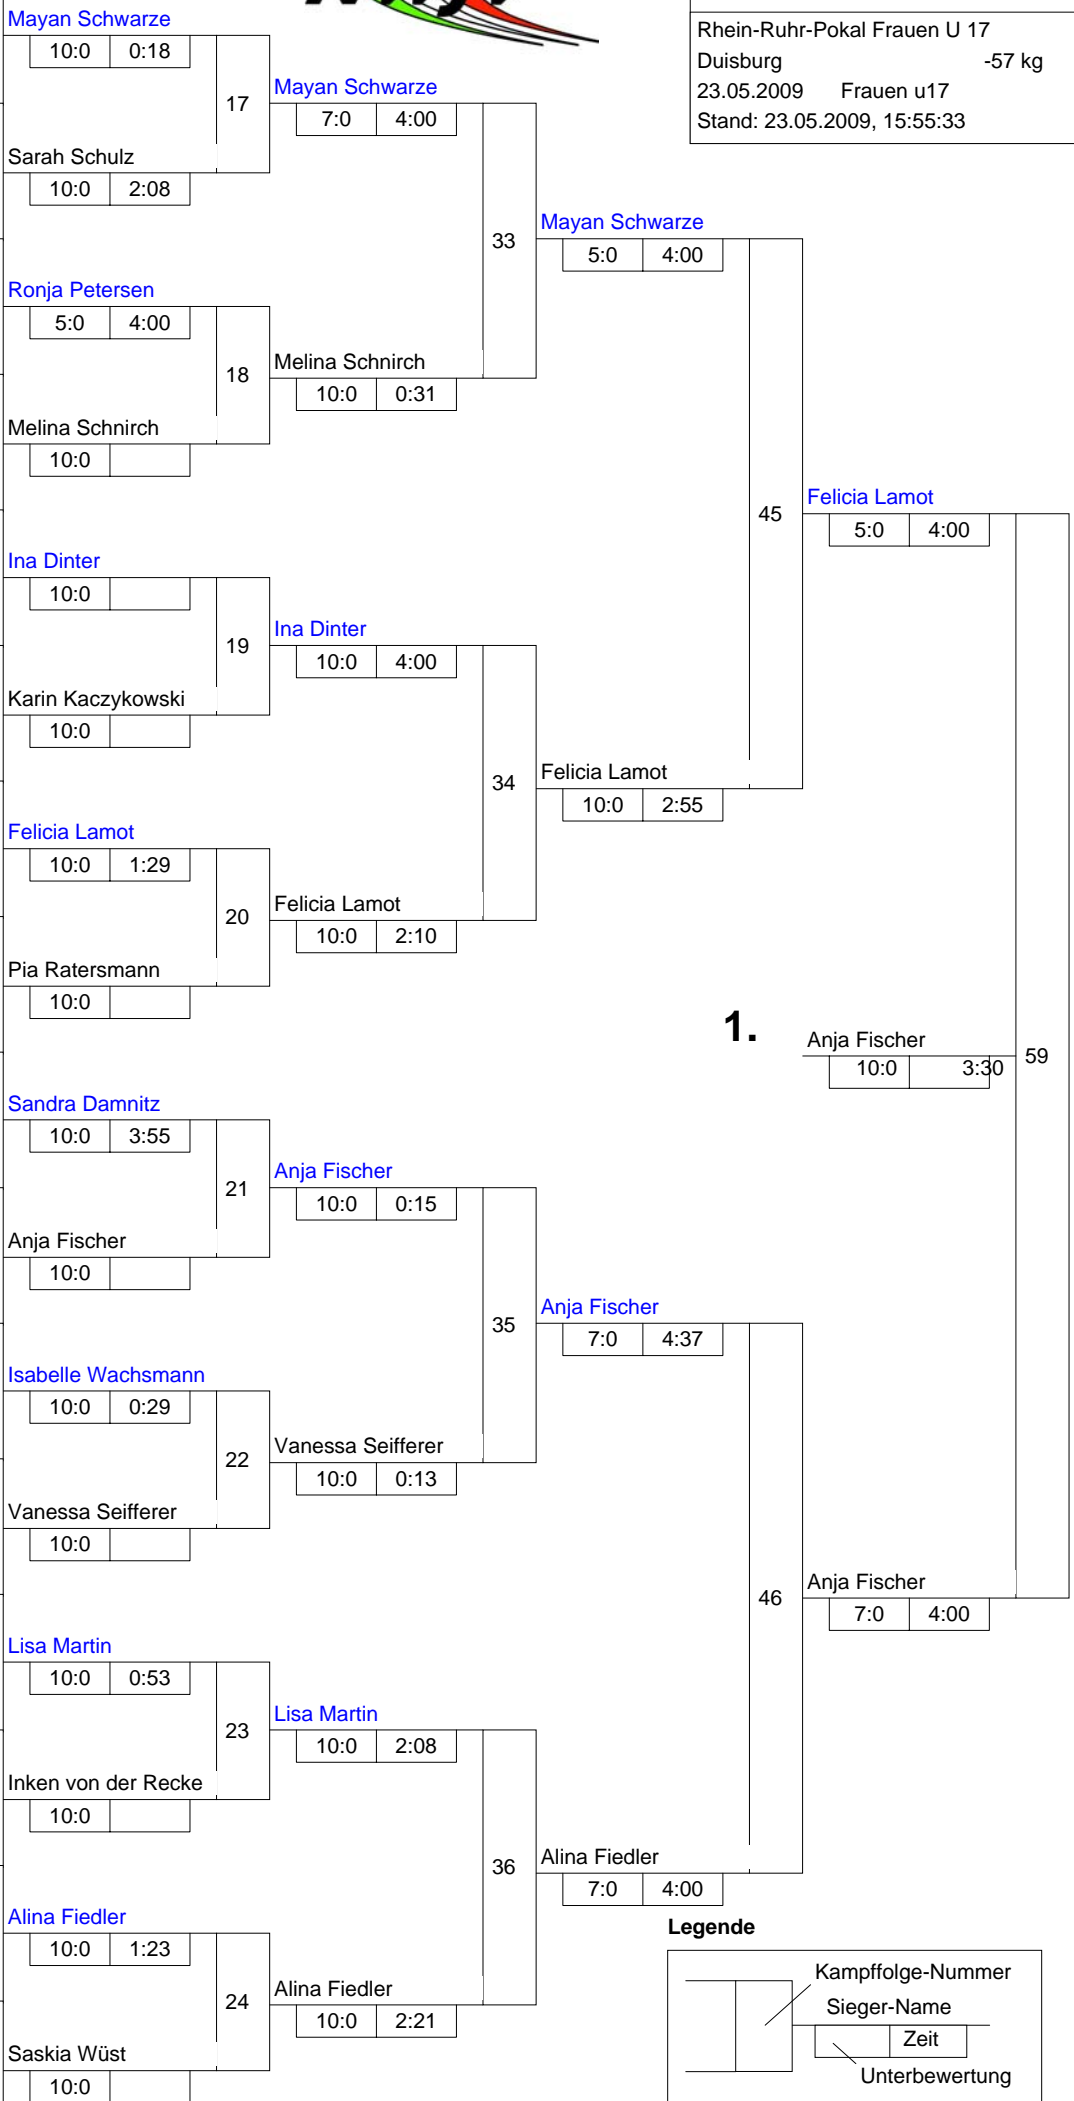 Mayan Schwarze
10:0 0:18
17
Sarah Schulz
10:0 2:08
Ronja Petersen
5:0 4:00
18
Melina Schnirch
10:0
Ina Dinter
10:0
19
Karin Kaczykowski
10:0
Felicia Lamot
10:0 1:29
20
Pia Ratersmann
10:0
Sandra Damnitz
10:0 3:55
21
Anja Fischer
10:0
Isabelle Wachsmann
10:0 0:29
22
Vanessa Seifferer
10:0
Lisa Martin
10:0 0:53
23
Inken von der Recke
10:0
Alina Fiedler
10:0 1:23
24
Saskia Wüst
10:0
Mayan Schwarze
7:0 4:00
33
Melina Schnirch
10:0 0:31
Ina Dinter
10:0 4:00
34
Felicia Lamot
10:0 2:10
Anja Fischer
10:0 0:15
35
Vanessa Seifferer
10:0 0:13
Lisa Martin
10:0 2:08
36
Alina Fiedler
10:0 2:21
Mayan Schwarze
5:0 4:00
45
Felicia Lamot
10:0 2:55
Anja Fischer
7:0 4:37
46
Alina Fiedler
7:0 4:00
Felicia Lamot
5:0 4:00
59
Anja Fischer
7:0 4:00
1.
Anja Fischer
10:0 3:30
Rhein-Ruhr-Pokal Frauen U 17
Duisburg -57 kg
23.05.2009 Frauen u17
Stand: 23.05.2009, 15:55:33
Legende
Kampffolge-Nummer
Sieger-Name
Zeit
Unterbewertung